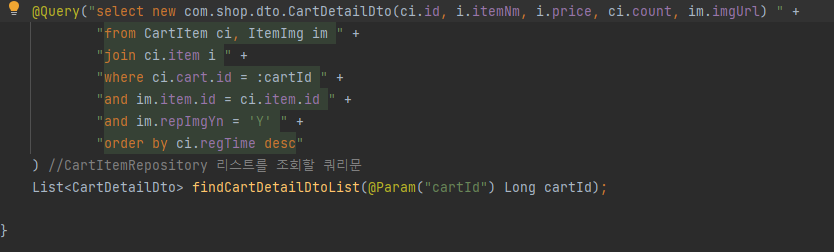 @Query("select new com.shop.dto.CartDetailDto(ci.id, i.itemNm, i.price, ci.count, im.imgUrl) " +
"from CartItem ci, ItemImg im " +
"join ci.item i " +
"where ci.cart.id = :cartId " +
"and im.item.id = ci.item.id " +
"and im.repImgYn = 'Y' " +
"order by ci.regTime desc"
) //CartItemRepository 리스트를 조회할 쿼리문
List<CartDetailDto> findCartDetailDtoList(@Param("cartId") Long cartId);
}